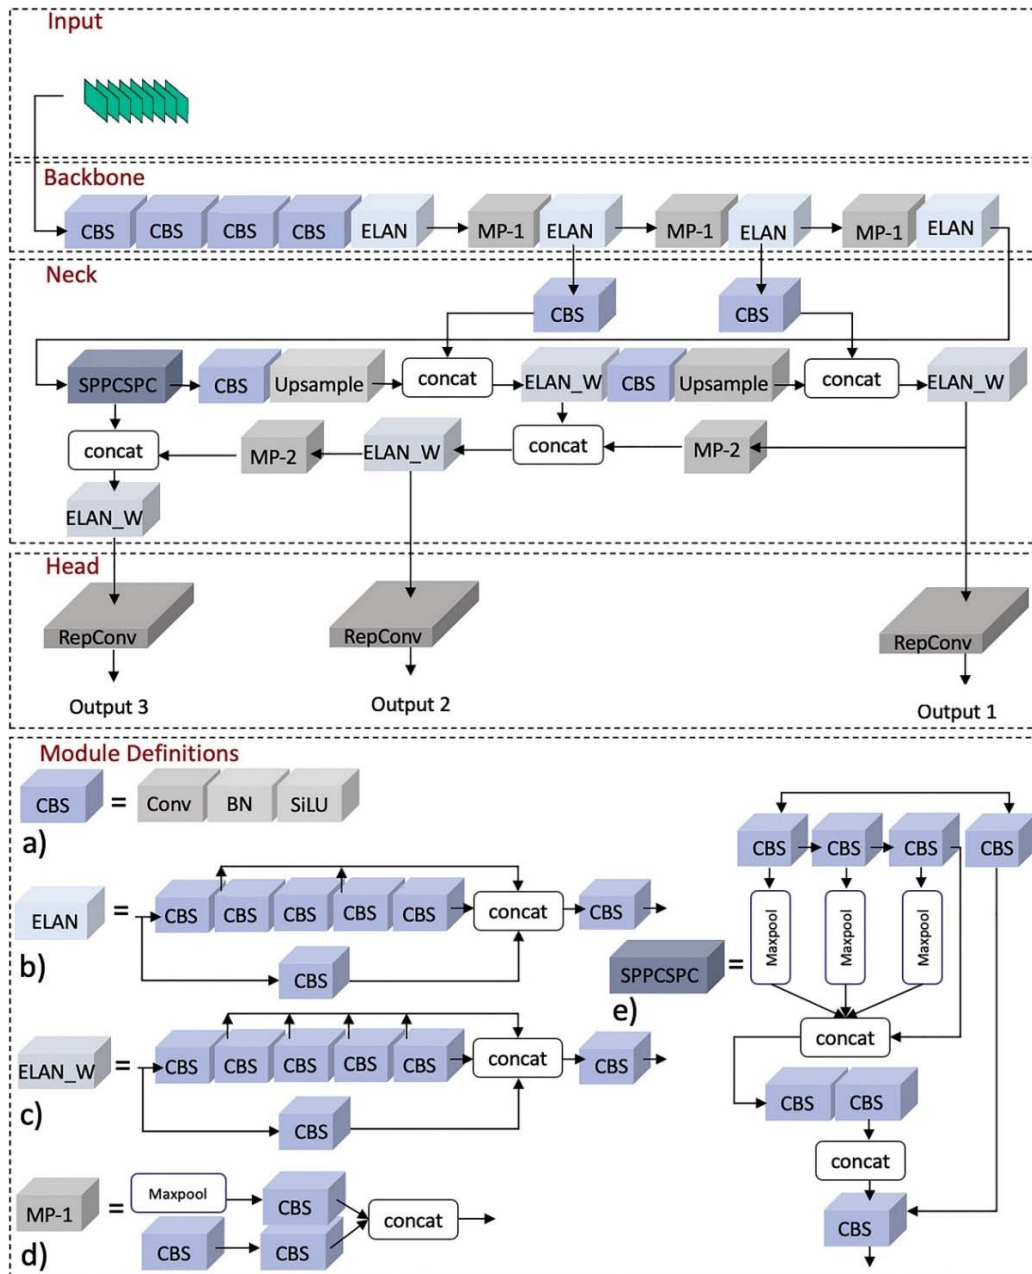 Input
Backbone
CBS CBS CBS CBS ELAN MP-1 ELAN MP-1 ELAN MP-1 ELAN
Neck
CBS CBS
SPPCSPC CBS Upsample concat ELAN_W CBS Upsample concat ELAN_W
concat MP-2 ELAN_W concat MP-2
ELAN_W
Head
RepConv RepConv RepConv
Output 3 Output 2 Output 1
Module Definitions
CBS = Conv BN SiLU
a)
ELAN = CBS CBS CBS CBS CBS concat CBS
CBS
b)
ELAN_W = CBS CBS CBS CBS CBS concat CBS
CBS
c)
MP-1 = Maxpool CBS concat
CBS CBS
d)
CBS CBS CBS CBS
Maxpool Maxpool Maxpool
SPPCSPC =
e)
concat
CBS CBS
concat
CBS